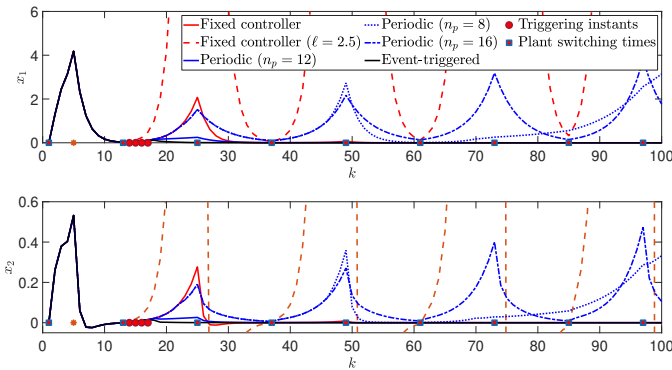 6
4
2
0
x₁
Fixed controller
Fixed controller (ℓ = 2.5)
Periodic (nₚ = 12)
Periodic (nₚ = 8)
Periodic (nₚ = 16)
Event-triggered
Triggering instants
Plant switching times
0 10 20 30 40 50 60 70 80 90 100
k
0.6
0.4
0.2
0
x₂
0 10 20 30 40 50 60 70 80 90 100
k